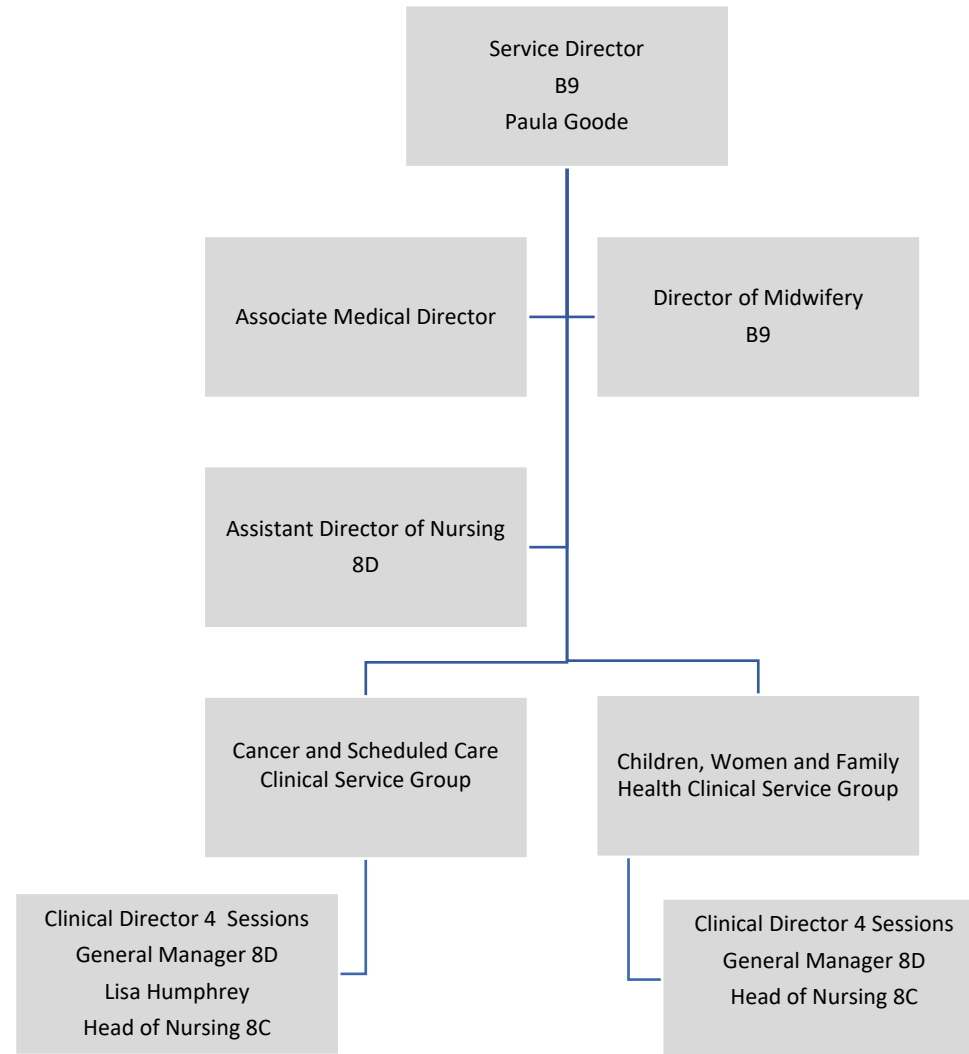 Service Director
B9
Paula Goode
Associate Medical Director
Director of Midwifery
B9
Assistant Director of Nursing
8D
Cancer and Scheduled Care
Clinical Service Group
Children, Women and Family
Health Clinical Service Group
Clinical Director 4  Sessions
General Manager 8D
Lisa Humphrey
Head of Nursing 8C
Clinical Director 4 Sessions
General Manager 8D
Head of Nursing 8C